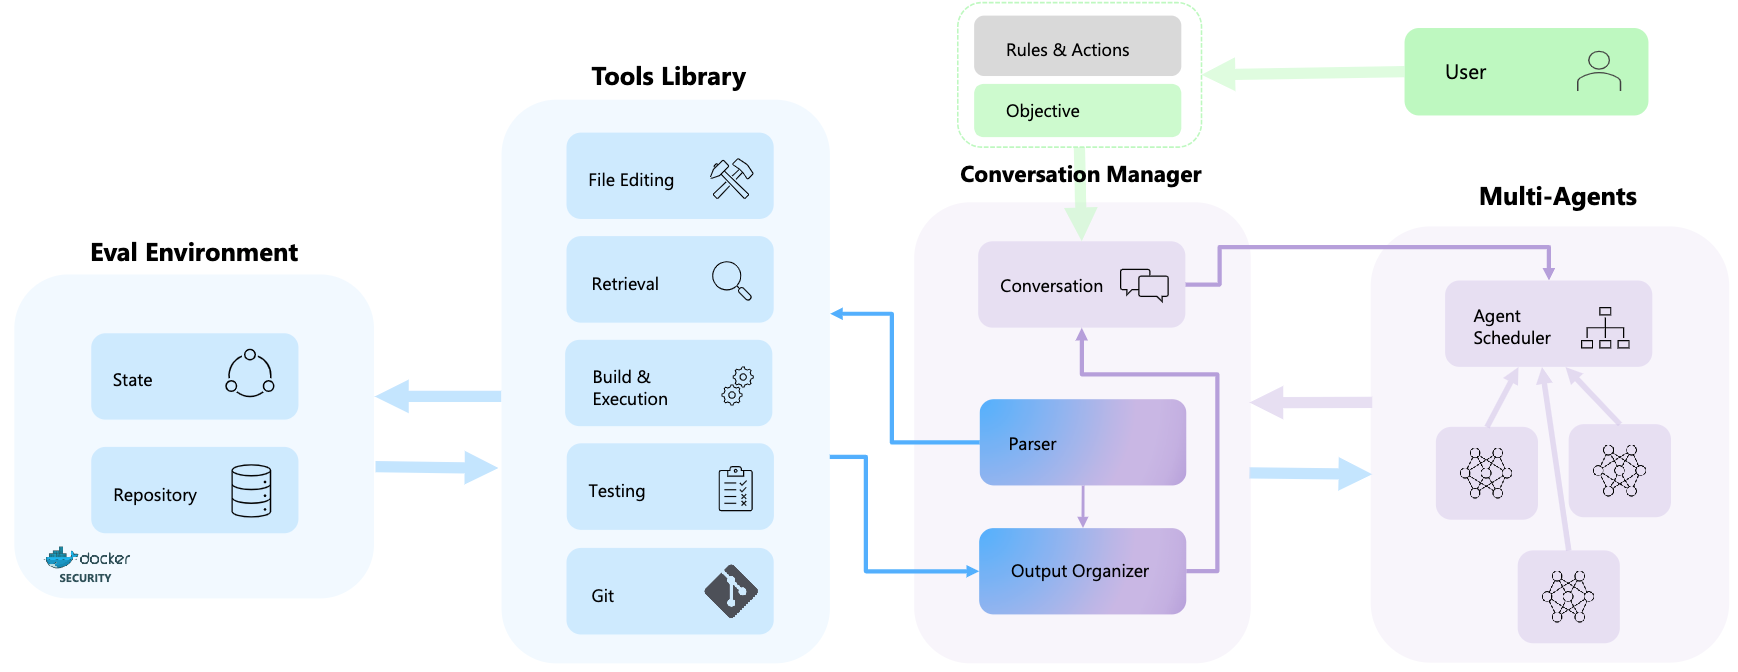 Rules & Actions
Objective
User
Tools Library
File Editing
Retrieval
Build &
Execution
Testing
Git
Conversation Manager
Conversation
Parser
Output Organizer
Multi-Agents
Agent
Scheduler
Eval Environment
State
Repository
docker
SECURITY